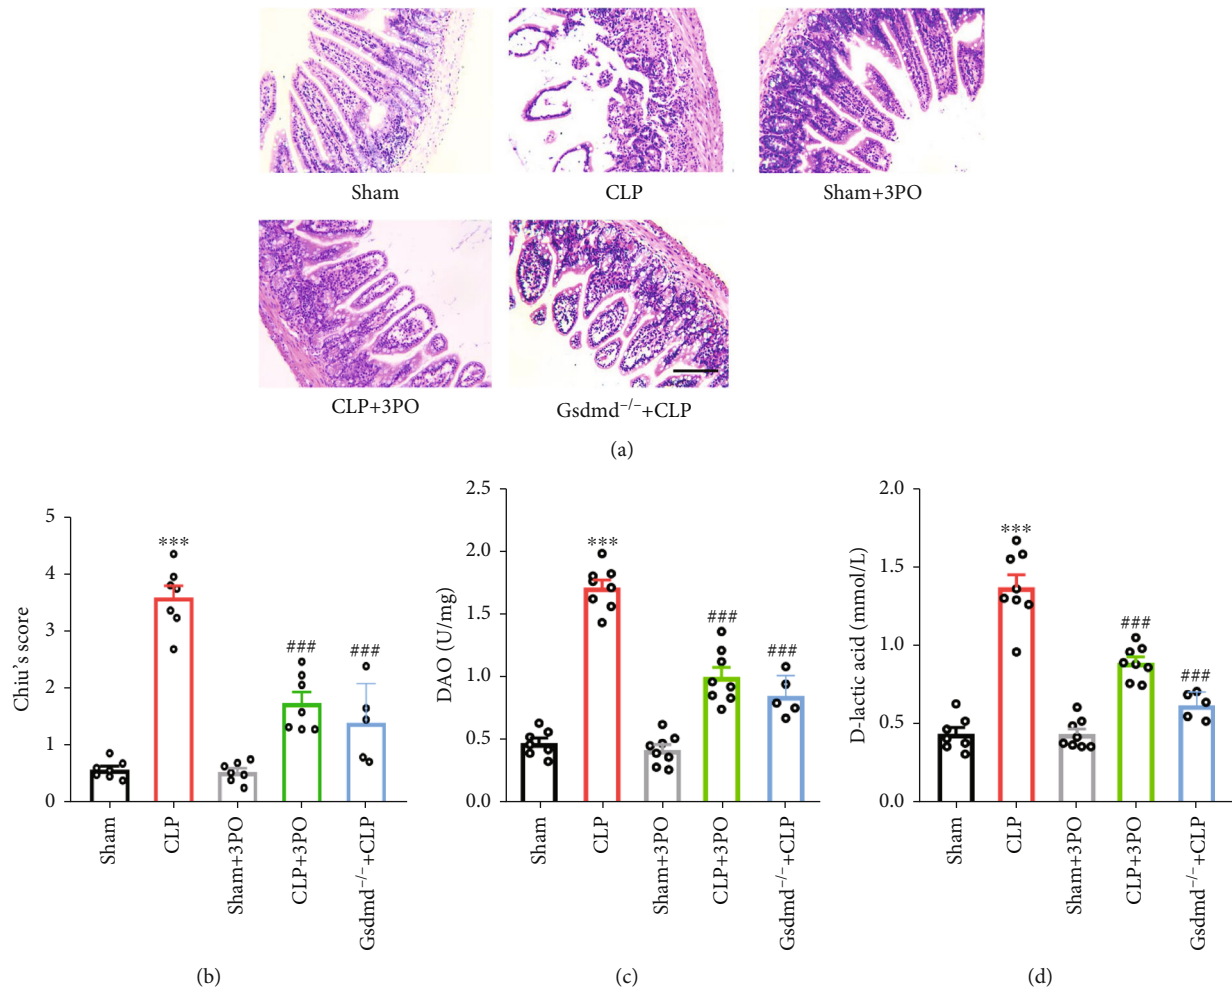 Sham
CLP
Sham+3PO
CLP+3PO
Gsdmd⁻/⁻+CLP
(a)
Chiu's score
5
4
3
2
1
0
***
###
###
Sham
CLP
Sham+3PO
CLP+3PO
Gsdmd⁻/⁻+CLP
(b)
DAO (U/mg)
2.5
2.0
1.5
1.0
0.5
0.0
***
###
###
Sham
CLP
Sham+3PO
CLP+3PO
Gsdmd⁻/⁻+CLP
(c)
D-lactic acid (mmol/L)
2.0
1.5
1.0
0.5
0.0
***
###
###
Sham
CLP
Sham+3PO
CLP+3PO
Gsdmd⁻/⁻+CLP
(d)